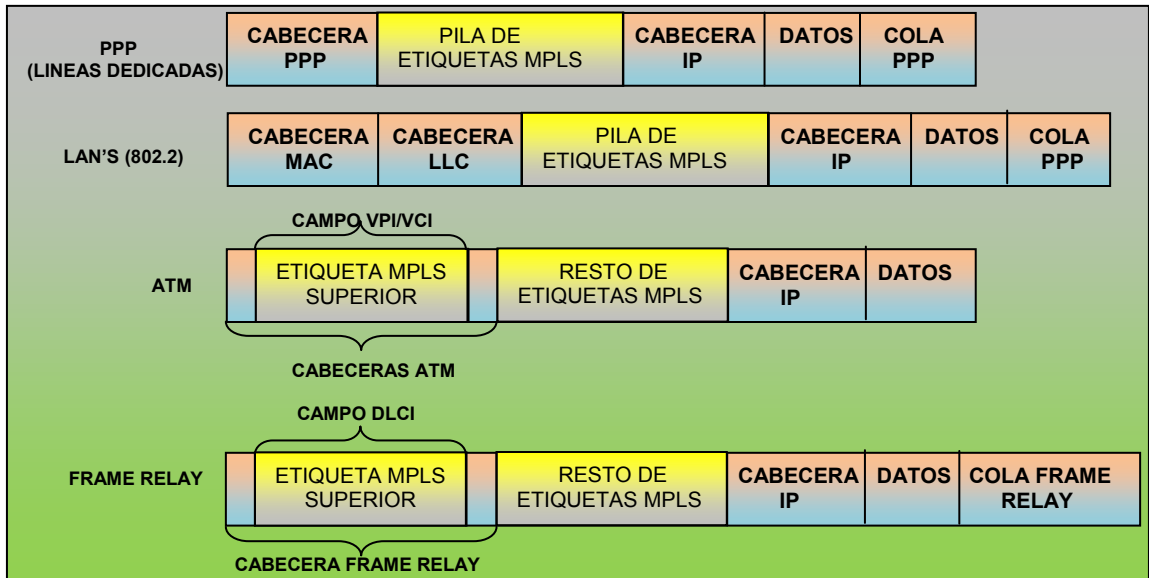 PPP
(LINEAS DEDICADAS)
CABECERA
PPP
PILA DE
ETIQUETAS MPLS
CABECERA
IP
DATOS
COLA
PPP
LAN'S (802.2)
CABECERA
MAC
CABECERA
LLC
PILA DE
ETIQUETAS MPLS
CABECERA
IP
DATOS
COLA
PPP
CAMPO VPI/VCI
ATM
ETIQUETA MPLS
SUPERIOR
RESTO DE
ETIQUETAS MPLS
CABECERA
IP
DATOS
CABECERAS ATM
CAMPO DLCI
FRAME RELAY
ETIQUETA MPLS
SUPERIOR
RESTO DE
ETIQUETAS MPLS
CABECERA
IP
DATOS
COLA FRAME
RELAY
CABECERA FRAME RELAY